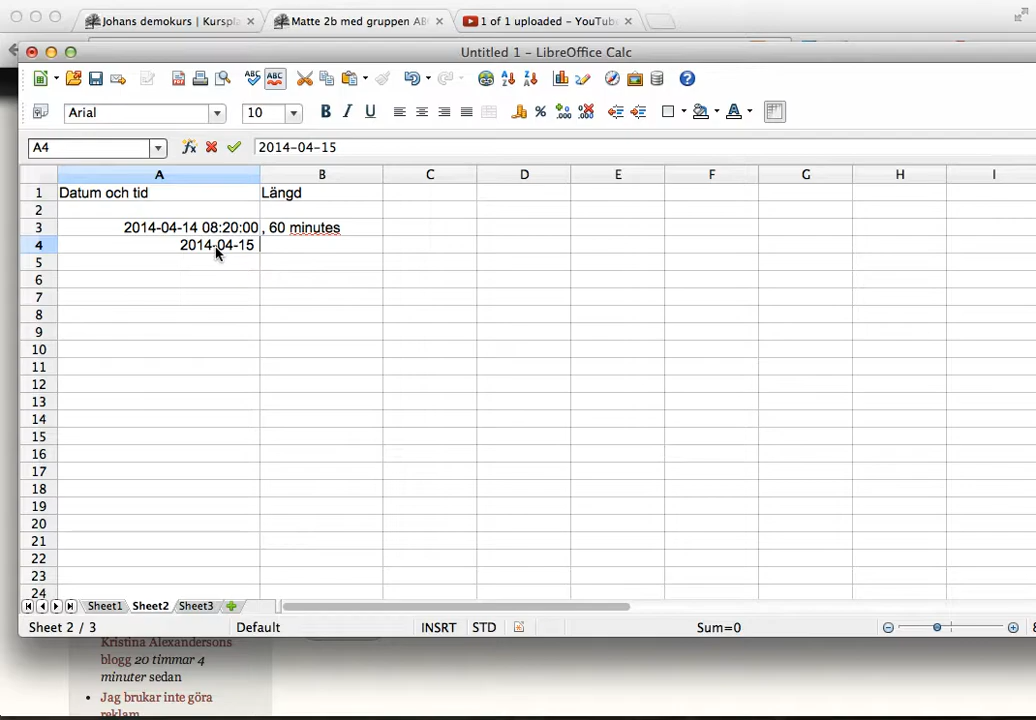 Johans demokurs | Kurspla
Matte 2b med gruppen AB
1 of 1 uploaded - YouTube
Untitled 1 - LibreOffice Calc
ABC ABC
Arial 10 B I U A
A4 2014-04-15
A B C D E F G H I
1 Datum och tid Längd
2
3 2014-04-14 08:20:00 , 60 minutes
4 2014-04-15
5
6
7
8
9
10
11
12
13
14
15
16
17
18
19
20
21
22
23
24
Sheet1 Sheet2 Sheet3
Sheet 2 / 3 Default INSRT STD Sum=0
Kristina Alexandersons
blogg 20 timmar 4
minuter sedan
Jag brukar inte göra
reklam